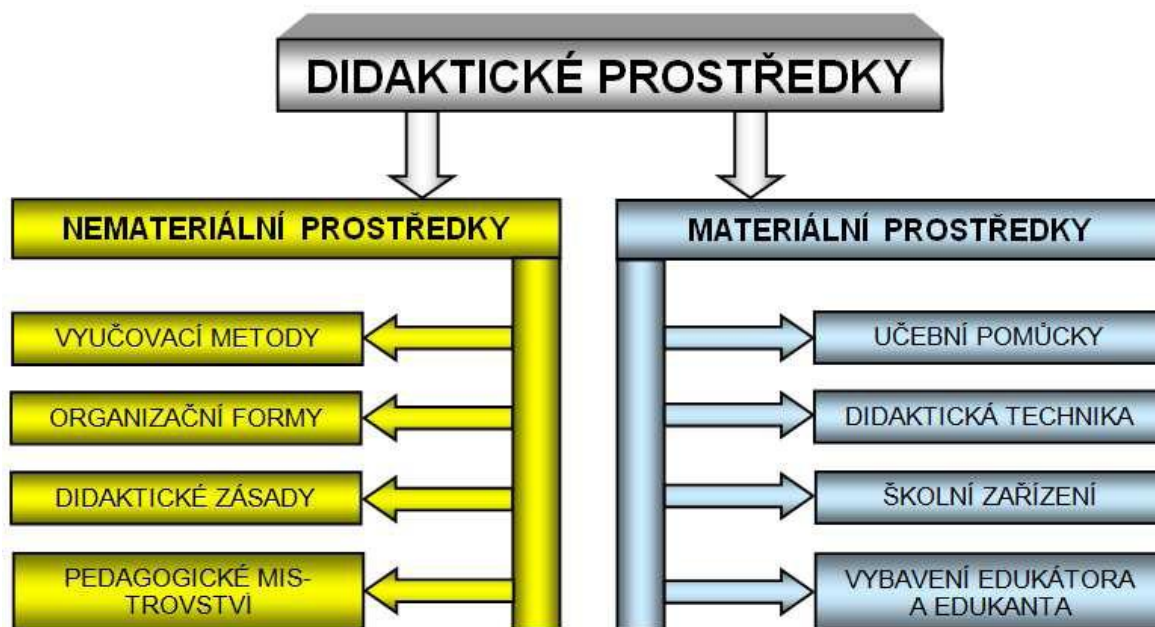 DIDAKTICKÉ PROSTŘEDKY
NEMATERIÁLNÍ PROSTŘEDKY
VYUČOVACÍ METODY
ORGANIZAČNÍ FORMY
DIDAKTICKÉ ZÁSADY
PEDAGOGICKÉ MIS-
TROVSTVÍ
MATERIÁLNÍ PROSTŘEDKY
UČEBNÍ POMŮCKY
DIDAKTICKÁ TECHNIKA
ŠKOLNÍ ZAŘÍZENÍ
VYBAVENÍ EDUKÁTORA
A EDUKANTA